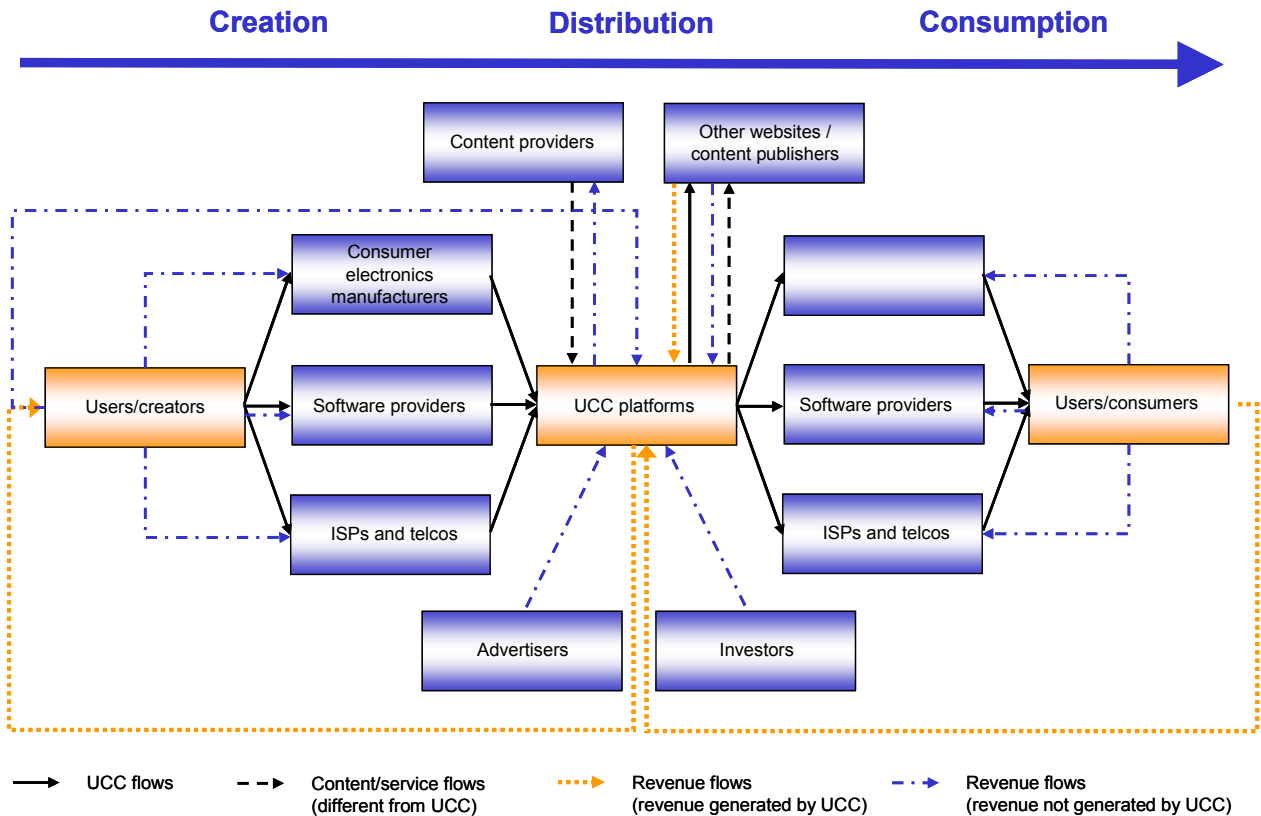 Creation
Distribution
Consumption
Content providers
Other websites /
content publishers
Consumer
electronics
manufacturers
Users/creators
Software providers
UCC platforms
Software providers
Users/consumers
ISPs and telcos
ISPs and telcos
Advertisers
Investors
UCC flows
Content/service flows
(different from UCC)
Revenue flows
(revenue generated by UCC)
Revenue flows
(revenue not generated by UCC)